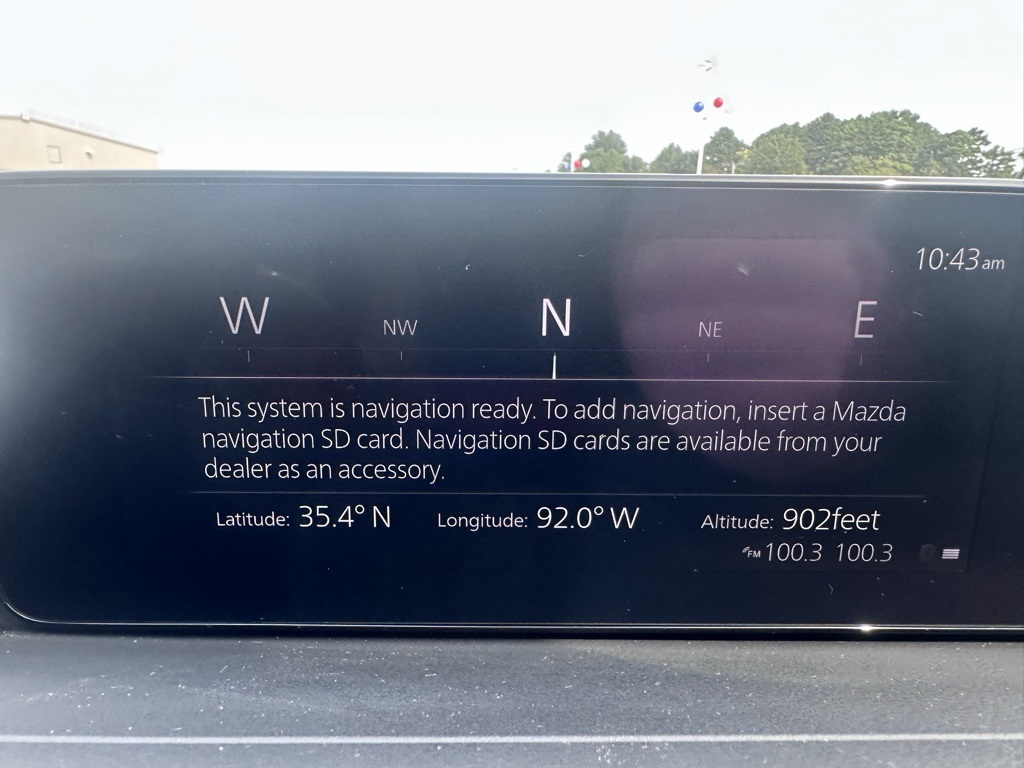 10:43am
W NW N NE E
This system is navigation ready. To add navigation, insert a Mazda
navigation SD card. Navigation SD cards are available from your
dealer as an accessory.
Latitude: 35.4° N Longitude: 92.0° W Altitude: 902feet
FM 100.3 100.3